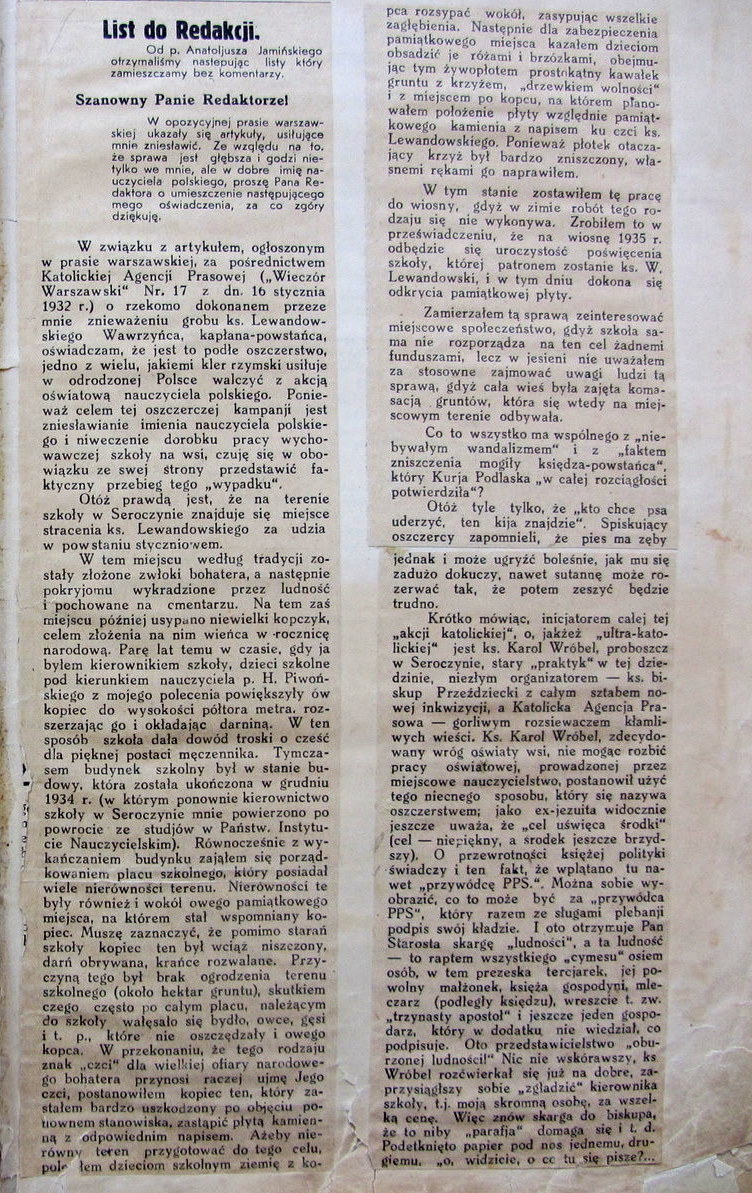 List do Redakcji.
Od p. Anatoljusza Jamińskiego
otrzymaliśmy następując listy który
zamieszczamy bez komentarzy.
Szanowny Panie Redaktorze!
W opozycyjnej prasie warszaw-
skiej ukazały się artykuły, usiłujące
mnie zniesławić. Ze względu na to,
że sprawa jest głębsza i godzi nie-
tylko we mnie, ale w dobre imię na-
uczyciela polskiego, proszę Pana Re-
daktora o umieszczenie następującego
mego oświadczenia, za co zgóry
dziękuję.
W związku z artykułem, ogłoszonym
w prasie warszawskiej, za pośrednictwem
Katolickiej Agencji Prasowej („Wieczór
Warszawski" Nr. 17 z dn. 16 stycznia
1932 r.) o rzekomo dokonanem przeze
mnie znieważeniu grobu ks. Lewandow-
skiego Wawrzyńca, kapłana-powstańca,
oświadczam, że jest to podłe oszczerstwo,
jedno z wielu, jakiemi kler rzymski usiłuje
w odrodzonej Polsce walczyć z akcją
oświatową nauczyciela polskiego. Ponie-
waż celem tej oszczerczej kampanji jest
zniesławianie imienia nauczyciela polskie-
go i niweczenie dorobku pracy wycho-
wawczej szkoły na wsi, czuję się w obo-
wiązku ze swej strony przedstawić fa-
ktyczny przebieg tego „wypadku".
Otóż prawdą jest, że na terenie
szkoły w Seroczynie znajduje się miejsce
stracenia ks. Lewandowskiego za udzia
w powstaniu styczniowem.
W tem miejscu według tradycji zo-
stały złożone zwłoki bohatera, a następnie
pokryjomu wykradzione przez ludność
i pochowane na cmentarzu. Na tem zaś
miejscu później usypano niewielki kopczyk,
celem złożenia na nim wieńca w rocznicę
narodową. Parę lat temu w czasie, gdy ja
byłem kierownikiem szkoły, dzieci szkolne
pod kierunkiem nauczyciela p. H. Piwoń-
skiego z mojego polecenia powiększyły ów
kopiec do wysokości półtora metra, roz-
szerzając go i okładając darniną. W ten
sposób szkoła dała dowód troski o cześć
dla pięknej postaci męczennika. Tymcza-
sem budynek szkolny był w stanie bu-
dowy, która została ukończona w grudniu
1934 r. (w którym ponownie kierownictwo
szkoły w Seroczynie mnie powierzono po
powrocie ze studjów w Państw. Instytu-
cie Nauczycielskim). Równocześnie z wy-
kańczaniem budynku zająłem się porząd-
kowaniem placu szkolnego, który posiadał
wiele nierówności terenu. Nierówności te
były również i wokół owego pamiątkowego
miejsca, na którem stał wspomniany ko-
piec. Muszę zaznaczyć, że pomimo starań
szkoły kopiec ten był wciąż niszczony,
darń obrywana, krańce rozwalane. Przy-
czyną tego był brak ogrodzenia terenu
szkolnego (około hektar gruntu), skutkiem
czego często po całym placu, należącym
do szkoły wałęsało się bydło, owce, gęsi
i t. p., które nie oszczędzały i owego
kopca. W przekonaniu, że tego rodzaju
znak „czci" dla wielkiej ofiary narodowe-
go bohatera przynosi raczej ujmę Jego
czci, postanowiłem kopiec ten, który za-
stałem bardzo uszkodzony po objęciu po-
nownem stanowiska, zastąpić płytą kamien-
ną z odpowiednim napisem. Ażeby nie-
równy teren przygotować do tego celu,
pole łem dzieciom szkolnym ziemię z ko-
pca rozsypać wokół, zasypując wszelkie
zagłębienia. Następnie dla zabezpieczenia
pamiątkowego miejsca kazałem dzieciom
obsadzić je różami i brzózkami, obejmu-
jąc tym żywopłotem prostokątny kawałek
gruntu z krzyżem, „drzewkiem wolności"
i z miejscem po kopcu, na którem plano-
wałem położenie płyty względnie pamiąt-
kowego kamienia z napisem ku czci ks.
Lewandowskiego. Ponieważ płotek otacza-
jący krzyż był bardzo zniszczony, wła-
snemi rękami go naprawiłem.
W tym stanie zostawiłem tę pracę
do wiosny, gdyż w zimie robót tego ro-
dzaju się nie wykonywa. Zrobiłem to w
przeświadczeniu, że na wiosnę 1935 r.
odbędzie się uroczystość poświęcenia
szkoły, której patronem zostanie ks. W.
Lewandowski, i w tym dniu dokona się
odkrycia pamiątkowej płyty.
Zamierzałem tą sprawą zeinteresować
miejscowe społeczeństwo, gdyż szkoła sa-
ma nie rozporządza na ten cel żadnemi
funduszami, lecz w jesieni nie uważałem
za stosowne zajmować uwagi ludzi tą
sprawą, gdyż cała wieś była zajęta koma-
sacją gruntów, która się wtedy na miej-
scowym terenie odbywała.
Co to wszystko ma wspólnego z „nie-
bywałym wandalizmem" i z „faktem
zniszczenia mogiły księdza-powstańca",
który Kurja Podlaska „w całej rozciągłości
potwierdziła"?
Otóż tyle tylko, że „kto chce psa
uderzyć, ten kija znajdzie". Spiskujący
oszczercy zapomnieli, że pies ma zęby
jednak i może ugryźć boleśnie, jak mu się
zadużo dokuczy, nawet sutannę może ro-
zerwać tak, że potem zeszyć będzie
trudno.
Krótko mówiąc, inicjatorem całej tej
„akcji katolickiej", o, jakżeż „ultra-kato-
lickiej" jest ks. Karol Wróbel, proboszcz
w Seroczynie, stary „praktyk" w tej dzie-
dzinie, niezłym organizatorem — ks. bi-
skup Przeździecki z całym sztabem no-
wej inkwizycji, a Katolicka Agencja Pra-
sowa — gorliwym rozsiewaczem kłamli-
wych wieści. Ks. Karol Wróbel, zdecydo-
wany wróg oświaty wsi, nie mogąc rozbić
pracy oświatowej, prowadzonej przez
miejscowe nauczycielstwo, postanowił użyć
tego niecnego sposobu, który się nazywa
oszczerstwem; jako ex-jezuita widocznie
jeszcze uważa, że „cel uświęca środki"
(cel — niepiękny, a srodek jeszcze brzyd-
szy). O przewrotności księżej polityki
świadczy i ten fakt, że wplątano tu na-
wet „przywódcę PPS.". Można sobie wy-
obrazić, co to może być za „przywódca
PPS", który razem ze sługami plebanji
podpis swój kładzie. I oto otrzymuje Pan
Starosta skargę „ludności", a ta ludność
— to raptem wszystkiego „cymesu" osiem
osób, w tem prezeska tercjarek, jej po-
wolny małżonek, księża gospodyni, mle-
czarz (podległy księdzu), wreszcie t. zw.
„trzynasty apostoł" i jeszcze jeden gospo-
darz, który w dodatku nie wiedział, co
podpisuje. Oto przedstawicielstwo „obu-
rzonej ludności!" Nic nie wskórawszy, ks
Wróbel rozćwierkał się już na dobre, za-
przysiągłszy sobie „zgładzić" kierownika
szkoły, t.j. moją skromną osobę, za wszel-
ką cenę. Więc znów skarga do biskupa,
że to niby „parafja" domaga się i t. d.
Podetknięto papier pod nos jednemu, dru-
giemu, „o, widzicie, o co tu się pisze?...